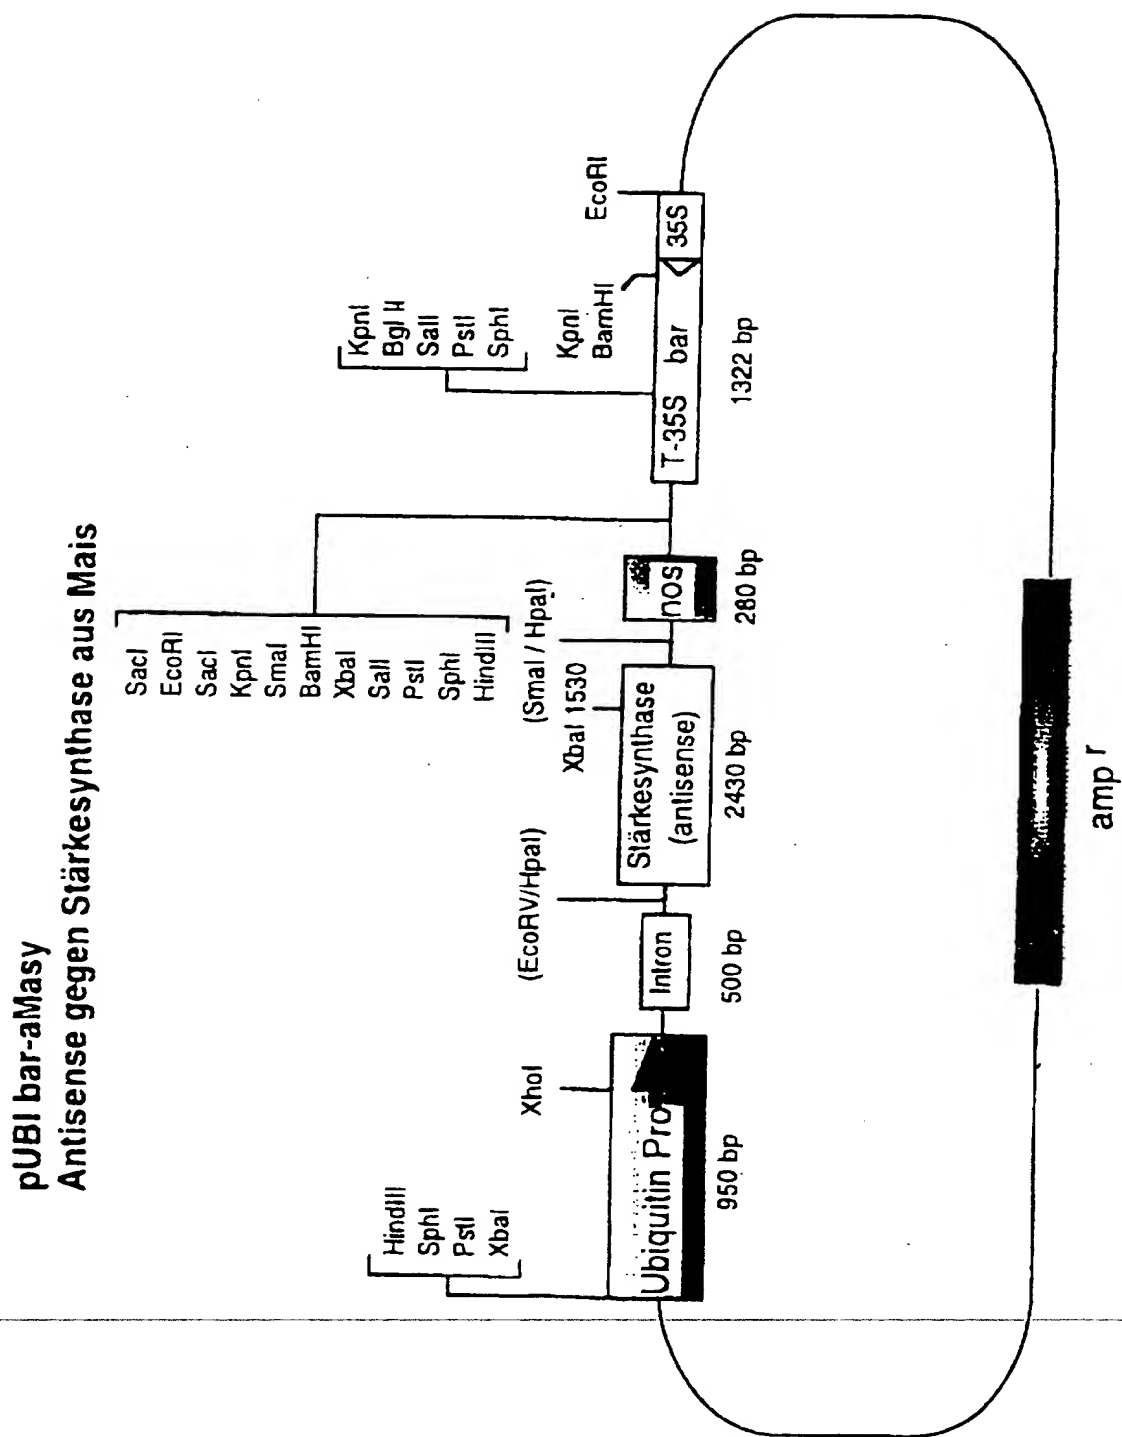 pUBI bar-aMasy
Antisense gegen Stärkesynthase aus Mais
SacI
EcoRI
SacI
KpnI
SmaI
BamHI
XbaI
SalI
PstI
SphI
HindIII
HindIII
SphI
PstI
XbaI
XhoI
(EcoRV/HpaI)
XbaI 1530
(SmaI / HpaI)
KpnI
Bgl II
SalI
PstI
SphI
KpnI
BamHI
EcoRI
Ubiquitin Pro
Intron
Stärkesynthase
(antisense)
nos
T-35S
bar
35S
950 bp
500 bp
2430 bp
280 bp
1322 bp
amp r